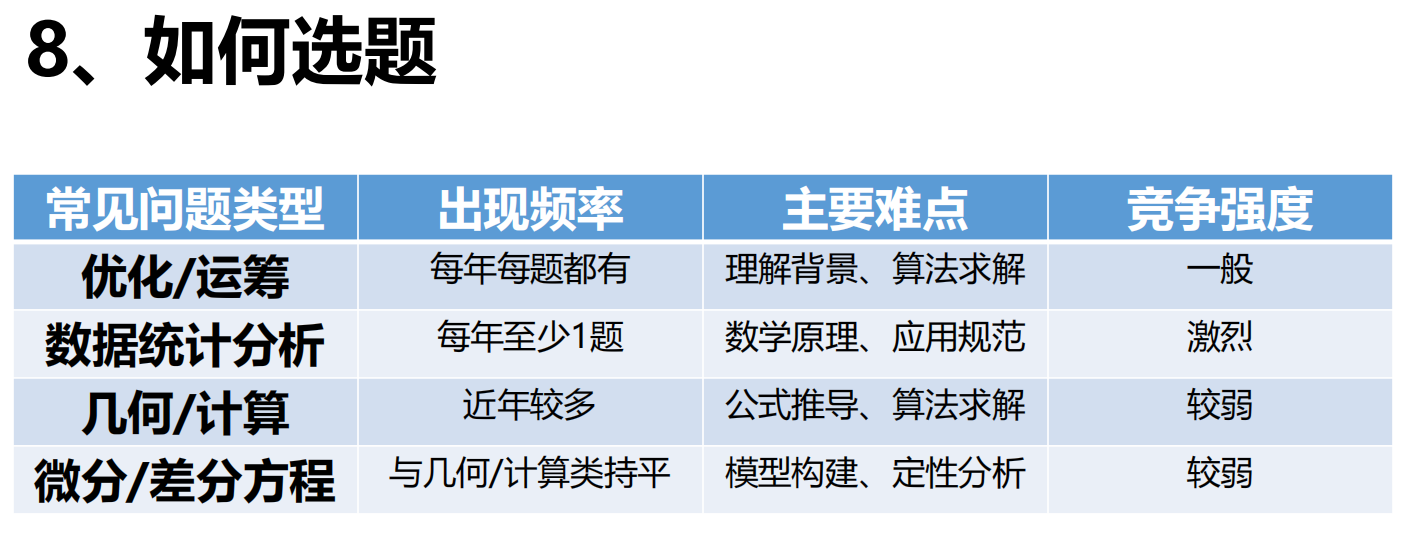 8、如何选题
常见问题类型 出现频率 主要难点 竞争强度
优化/运筹 每年每题都有 理解背景、算法求解 一般
数据统计分析 每年至少1题 数学原理、应用规范 激烈
几何/计算 近年较多 公式推导、算法求解 较弱
微分/差分方程 与几何/计算类持平 模型构建、定性分析 较弱